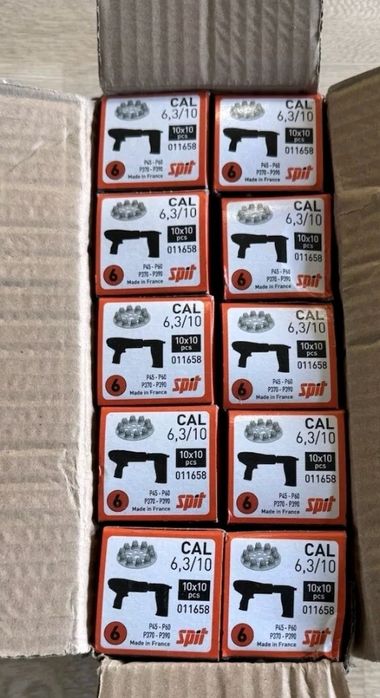 CAL
6,3/10
10x10
pcs
011658
6
P45 - P60
P370 - P390
Made in France
Spit
CAL
6,3/10
10x10
pcs
011658
6
P45 - P60
P370 - P390
Made in France
Spit
CAL
6,3/10
10x10
pcs
011658
6
P45 - P60
P370 - P390
Made in France
Spit
CAL
6,3/10
10x10
pcs
011658
6
P45 - P60
P370 - P390
Made in France
Spit
CAL
6,3/10
10x10
pcs
011658
6
P45 - P60
P370 - P390
Made in France
Spit
CAL
6,3/10
10x10
pcs
011658
6
P45 - P60
P370 - P390
Made in France
Spit
CAL
6,3/10
10x10
pcs
011658
6
P45 - P60
P370 - P390
Made in France
Spit
CAL
6,3/10
10x10
pcs
011658
6
P45 - P60
P370 - P390
Made in France
Spit
CAL
6,3/10
10x10
pcs
011658
6
P45 - P60
P370 - P390
Made in France
Spit
CAL
6,3/10
10x10
pcs
011658
6
P45 - P60
P370 - P390
Made in France
Spit